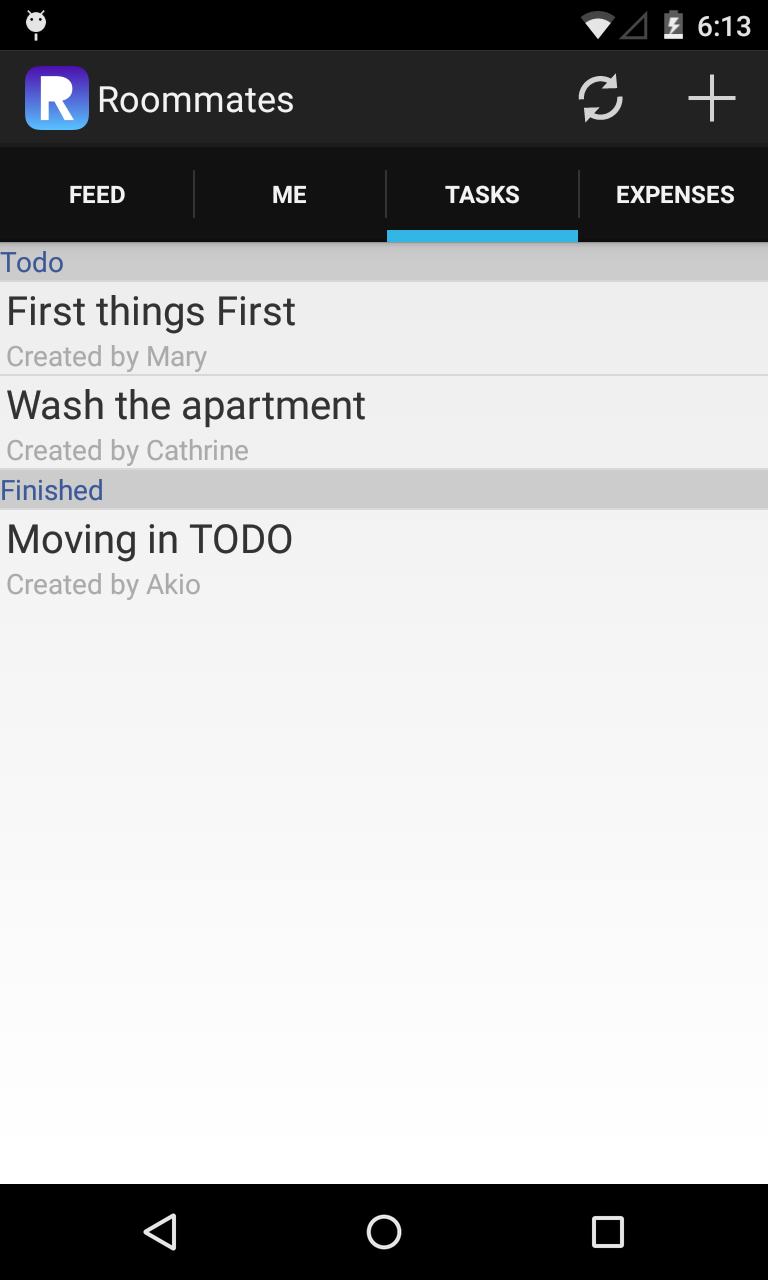 6:13
R Roommates
FEED ME TASKS EXPENSES
Todo
First things First
Created by Mary
Wash the apartment
Created by Cathrine
Finished
Moving in TODO
Created by Akio